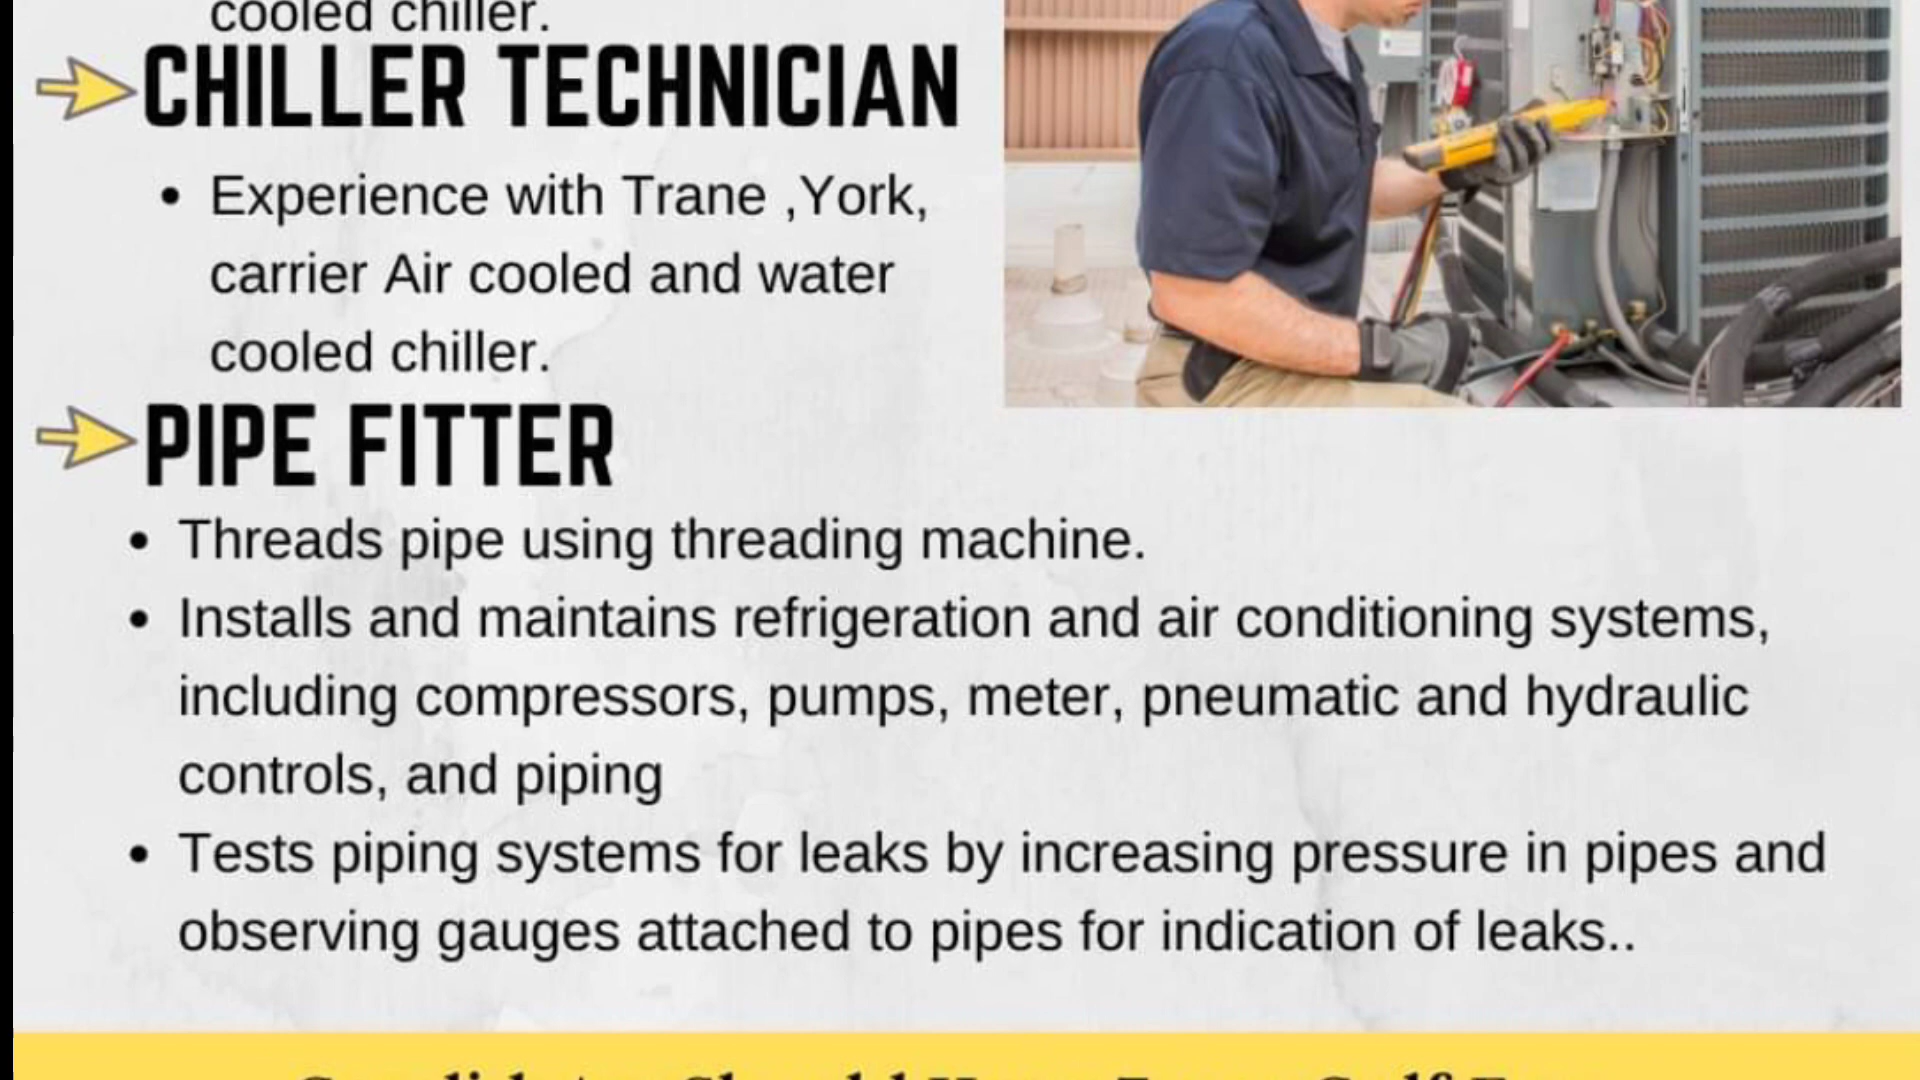 cooled chiller.
CHILLER TECHNICIAN
Experience with Trane ,York,
carrier Air cooled and water
cooled chiller.
PIPE FITTER
Threads pipe using threading machine.
Installs and maintains refrigeration and air conditioning systems,
including compressors, pumps, meter, pneumatic and hydraulic
controls, and piping
Tests piping systems for leaks by increasing pressure in pipes and
observing gauges attached to pipes for indication of leaks..